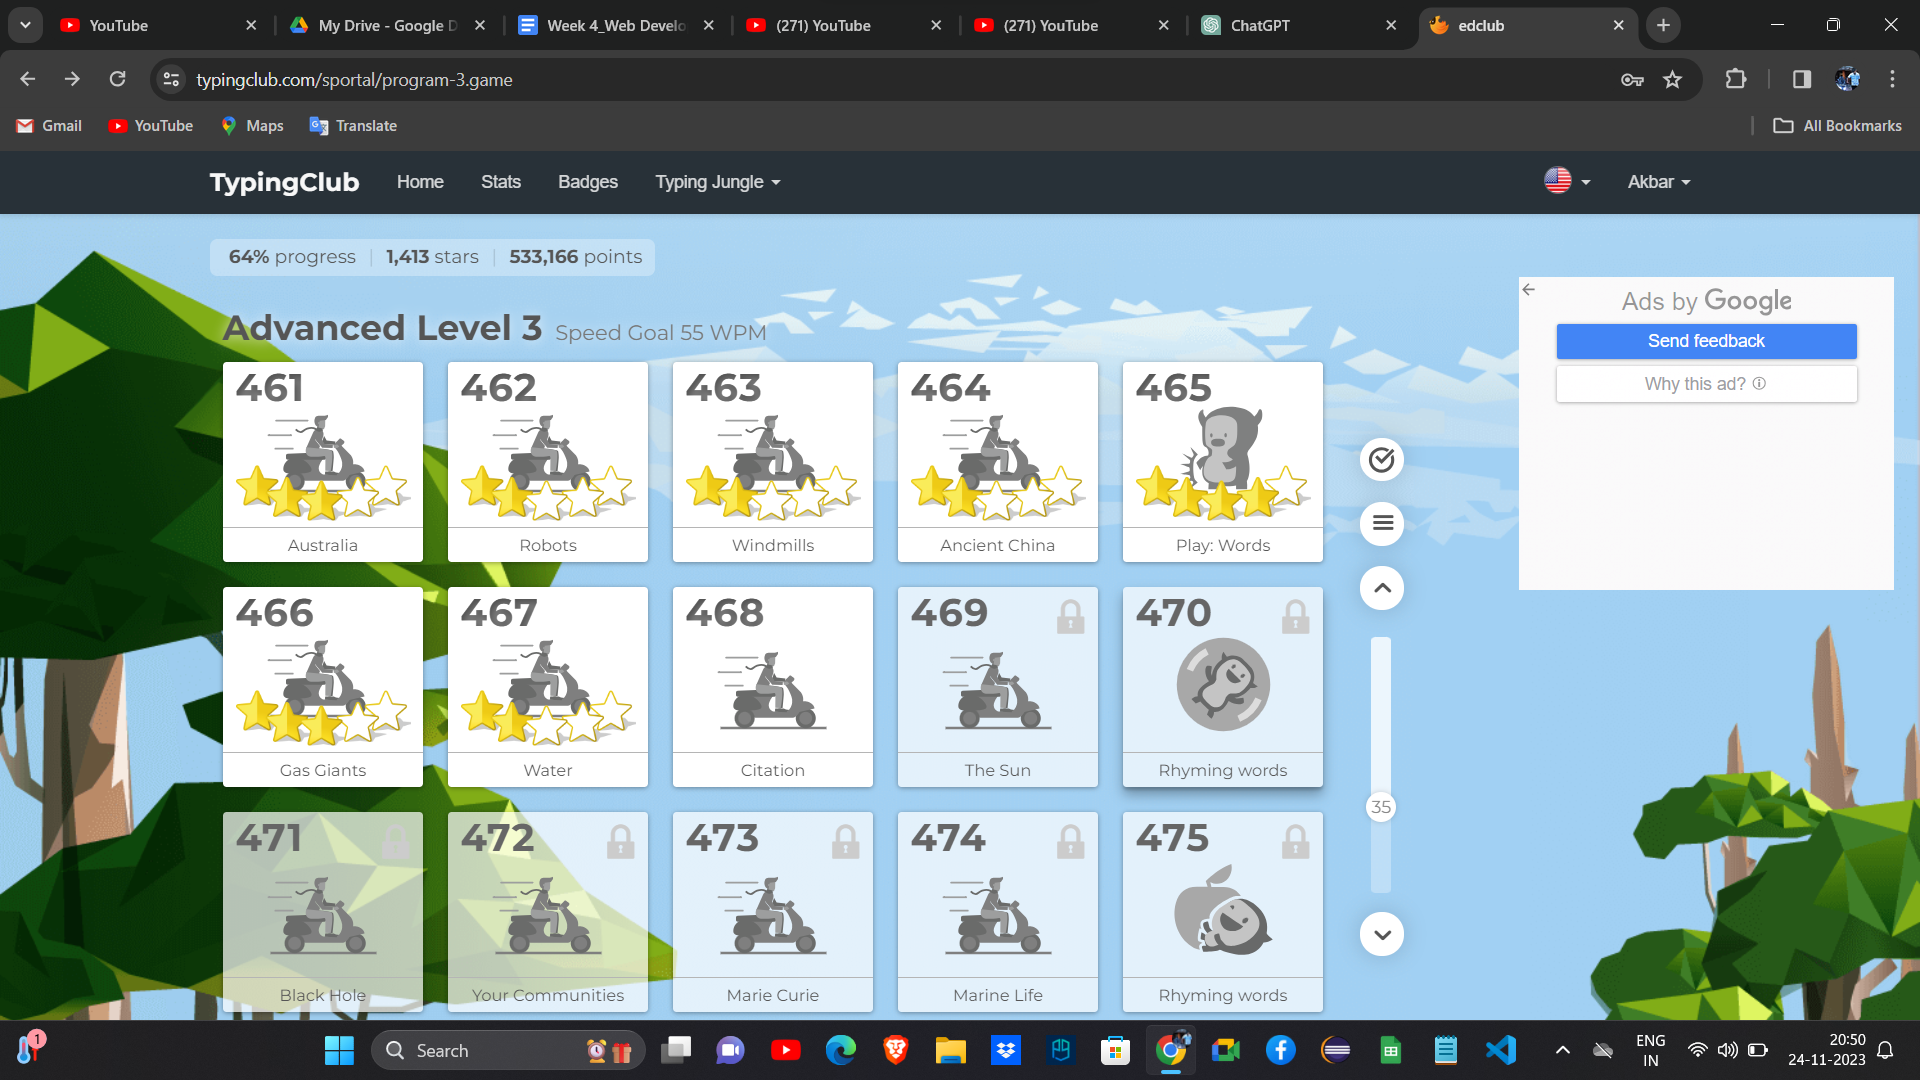 YouTube
My Drive - Google D
Week 4_Web Develo
(271) YouTube
(271) YouTube
ChatGPT
edclub
typingclub.com/sportal/program-3.game
Gmail
YouTube
Maps
Translate
All Bookmarks
TypingClub
Home
Stats
Badges
Typing Jungle
Akbar
64% progress
1,413 stars
533,166 points
Ads by Google
Send feedback
Why this ad?
Advanced Level 3 Speed Goal 55 WPM
461
462
463
464
465
Australia
Robots
Windmills
Ancient China
Play: Words
466
467
468
469
470
Gas Giants
Water
Citation
The Sun
Rhyming words
35
471
472
473
474
475
Black Hole
Your Communities
Marie Curie
Marine Life
Rhyming words
1
Search
ENG
IN
20:50
24-11-2023